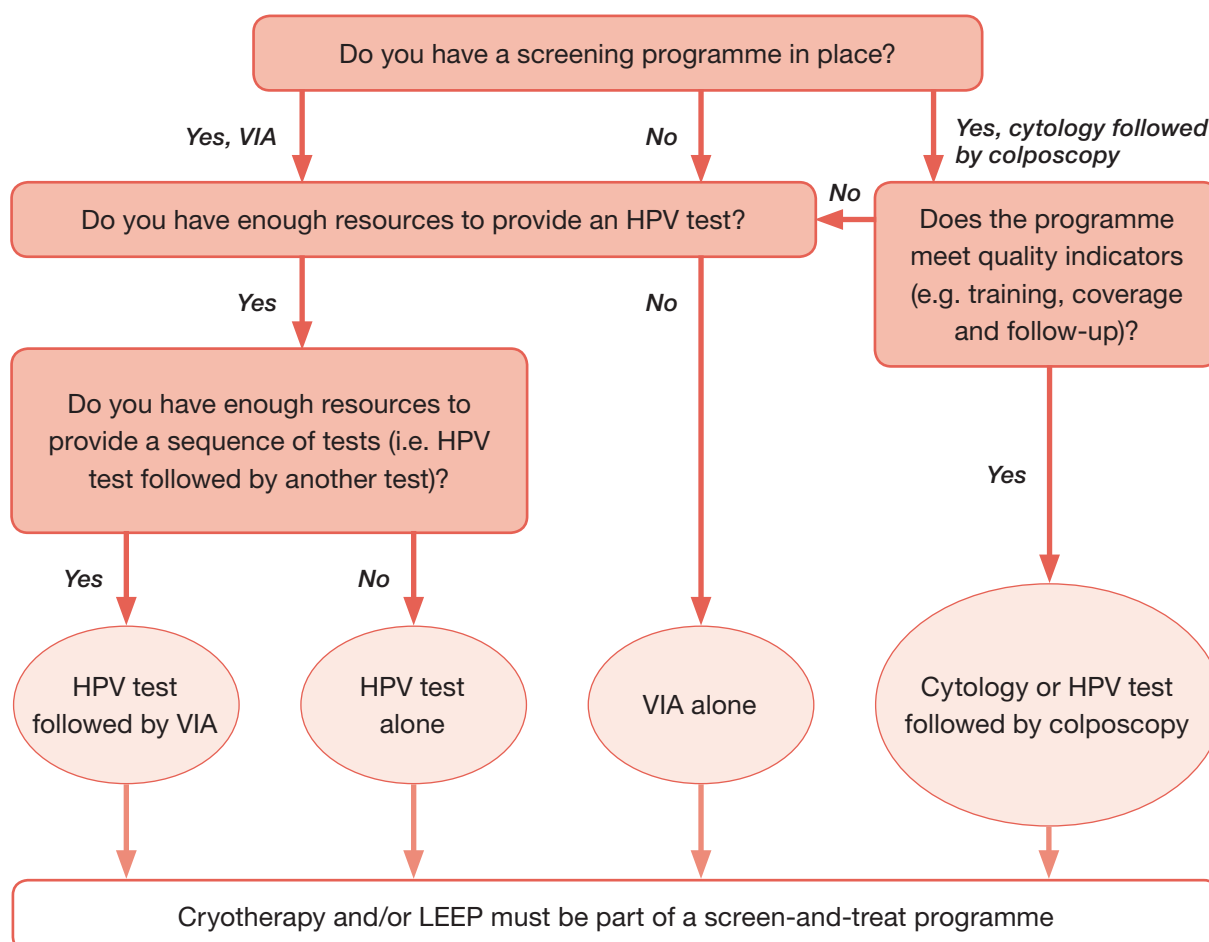 Do you have a screening programme in place?
Yes, VIA
No
Yes, cytology followed
by colposcopy
Do you have enough resources to provide an HPV test?
No
Does the programme
meet quality indicators
(e.g. training, coverage
and follow-up)?
Yes
No
Do you have enough resources to
provide a sequence of tests (i.e. HPV
test followed by another test)?
Yes
Yes
No
HPV test
followed by VIA
HPV test
alone
VIA alone
Cytology or HPV test
followed by colposcopy
Cryotherapy and/or LEEP must be part of a screen-and-treat programme